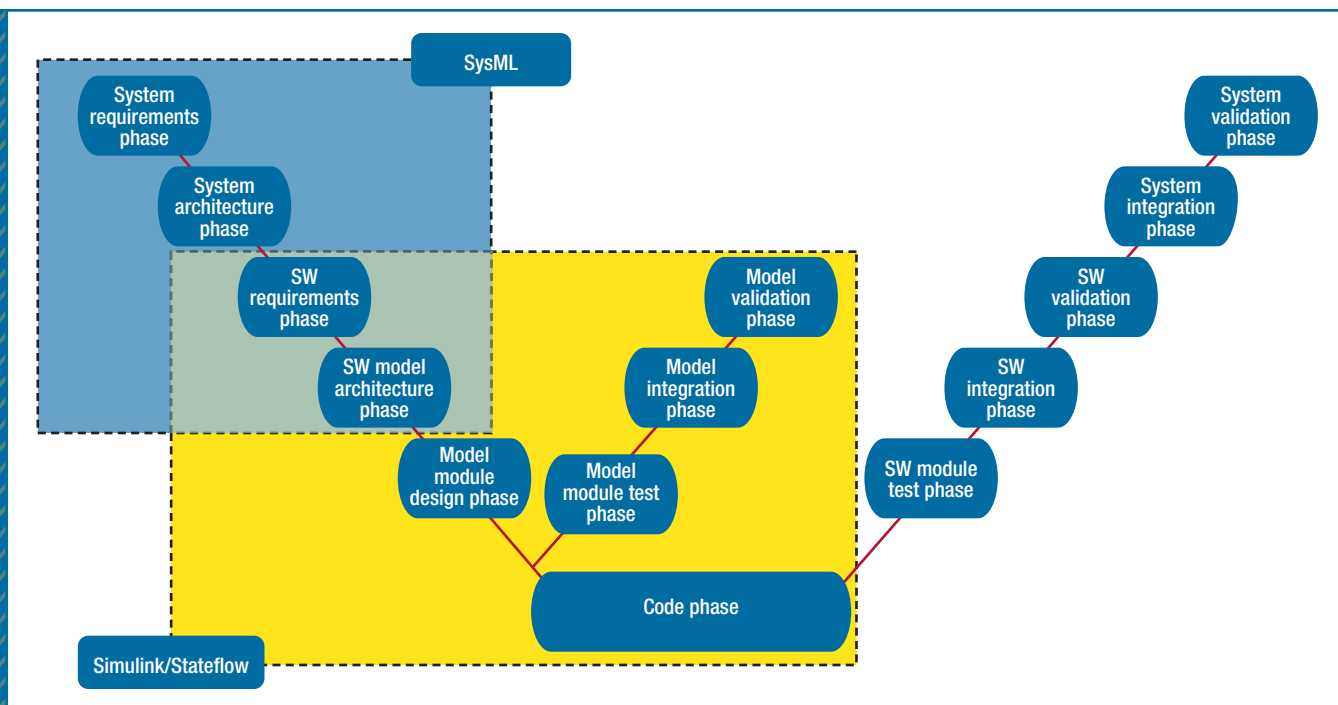 SysML
System
requirements
phase
System
architecture
phase
SW
requirements
phase
SW model
architecture
phase
Model
module
design phase
Model
validation
phase
Model
integration
phase
Model
module test
phase
Code phase
Simulink/Stateflow
System
validation
phase
System
integration
phase
SW
validation
phase
SW
integration
phase
SW module
test phase